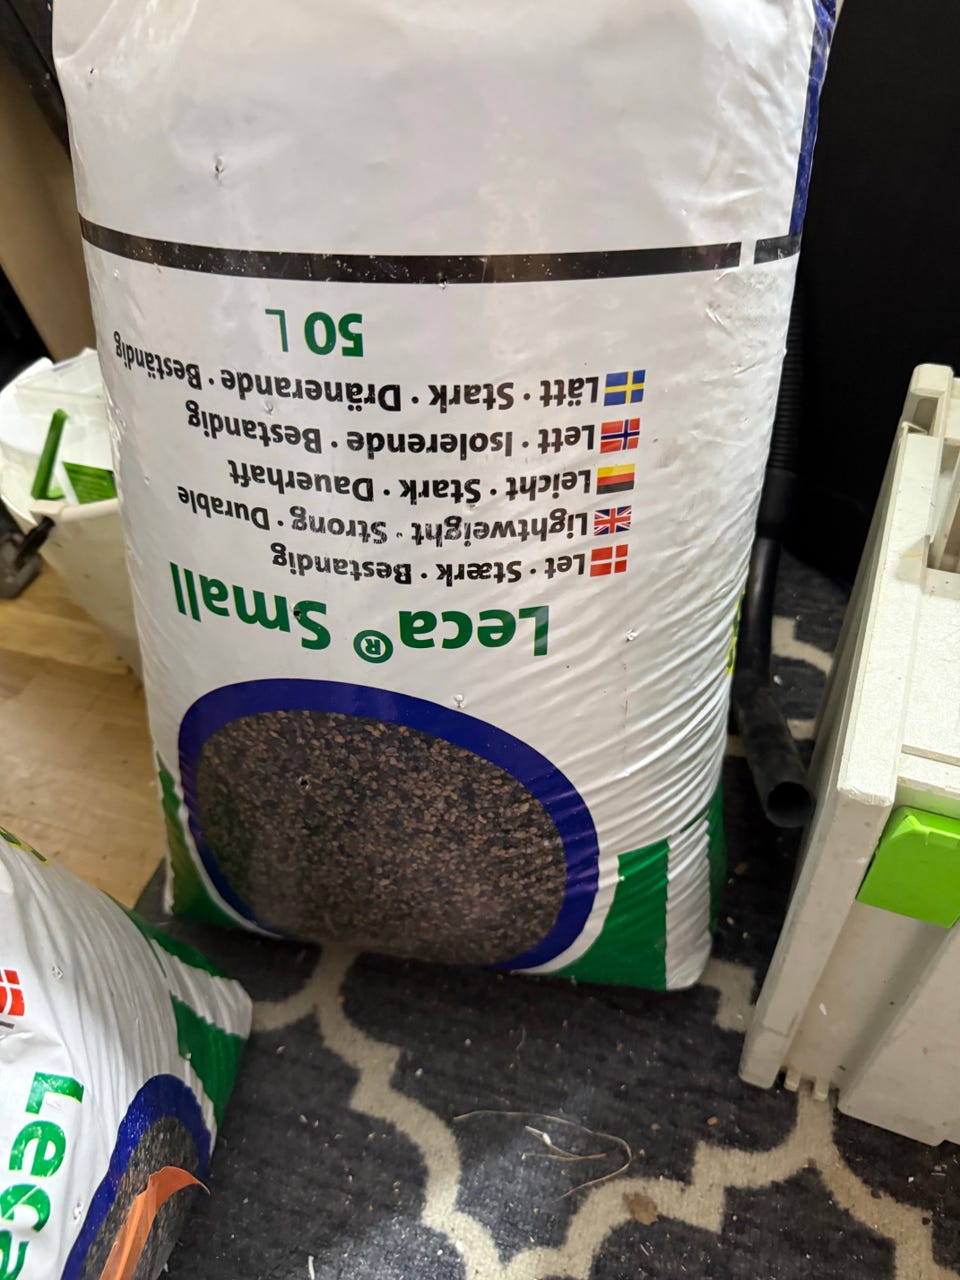 Leca® Small
Let · Stærk · Bestandig
Lightweight · Strong · Durable
Leicht · Stark · Dauerhaft
Lett · Isolerende · Bestandig
Lätt · Stark · Dränerande · Beständig
50 L
Leca